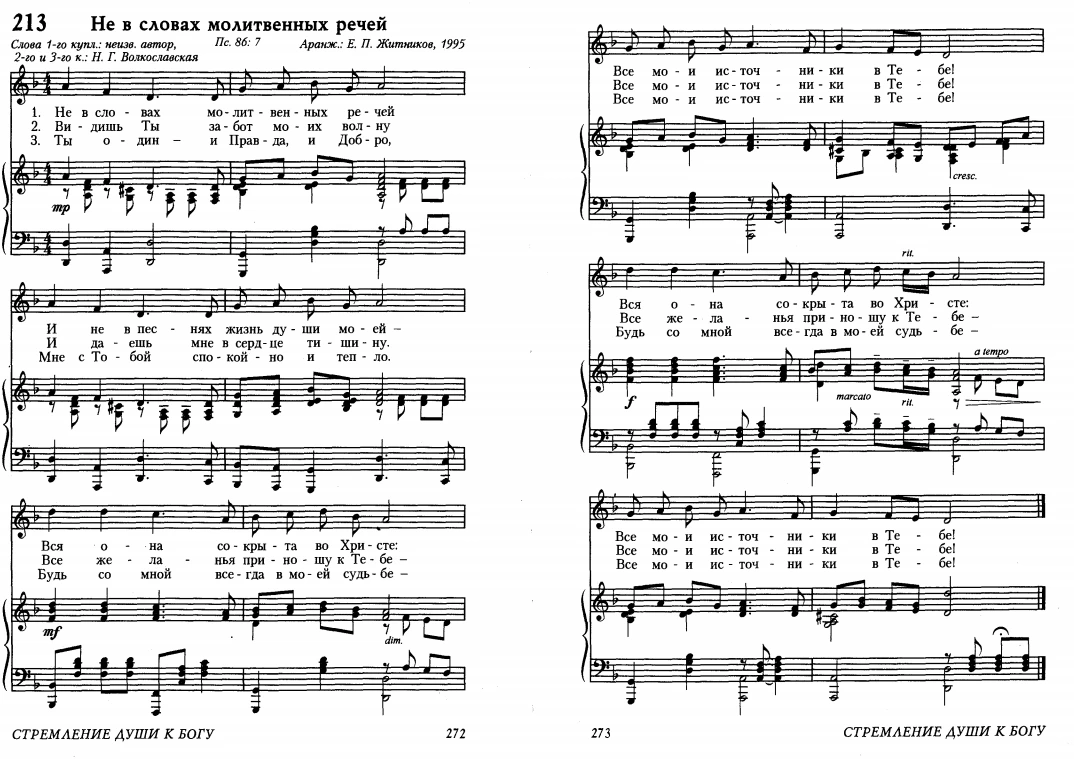 213 Не в словах молитвенных речей
Слова 1-го купл.: неизв. автор, Пс. 86: 7 Аранж.: Е. П. Житников, 1995
2-го и 3-го к.: Н. Г. Волкославская
1. Не в сло - вах мо - лит - вен - ных ре - чей
2. Ви - дишь Ты за - бот мо - их вол - ну
3. Ты о - дин – и Прав - да, и Доб - ро,
mp
И не в пес - нях жизнь ду - ши мо - ей –
И да - ешь мне в серд - це ти - ши - ну.
Мне с То - бой спо - кой - но и теп - ло.
Вся о - на со - кры - та во Хри - сте:
Все же - ла - нья при - но - шу к Те - бе –
Будь со мной все - гда в мо - ей судь - бе –
mf
dim.
СТРЕМЛЕНИЕ ДУШИ К БОГУ 272
Все мо - и ис - точ - ни - ки в Те - бе!
Все мо - и ис - точ - ни - ки в Те - бе!
Все мо - и ис - точ - ни - ки в Те - бе!
cresc.
rit.
Вся о - на со - кры - та во Хри - сте:
Все же - ла - нья при - но - шу к Те - бе –
Будь со мной все - гда в мо - ей судь - бе –
a tempo
f marcato rit.
Все мо - и ис - точ - ни - ки в Те - бе!
Все мо - и ис - точ - ни - ки в Те - бе!
Все мо - и ис - точ - ни - ки в Те - бе!
273 СТРЕМЛЕНИЕ ДУШИ К БОГУ